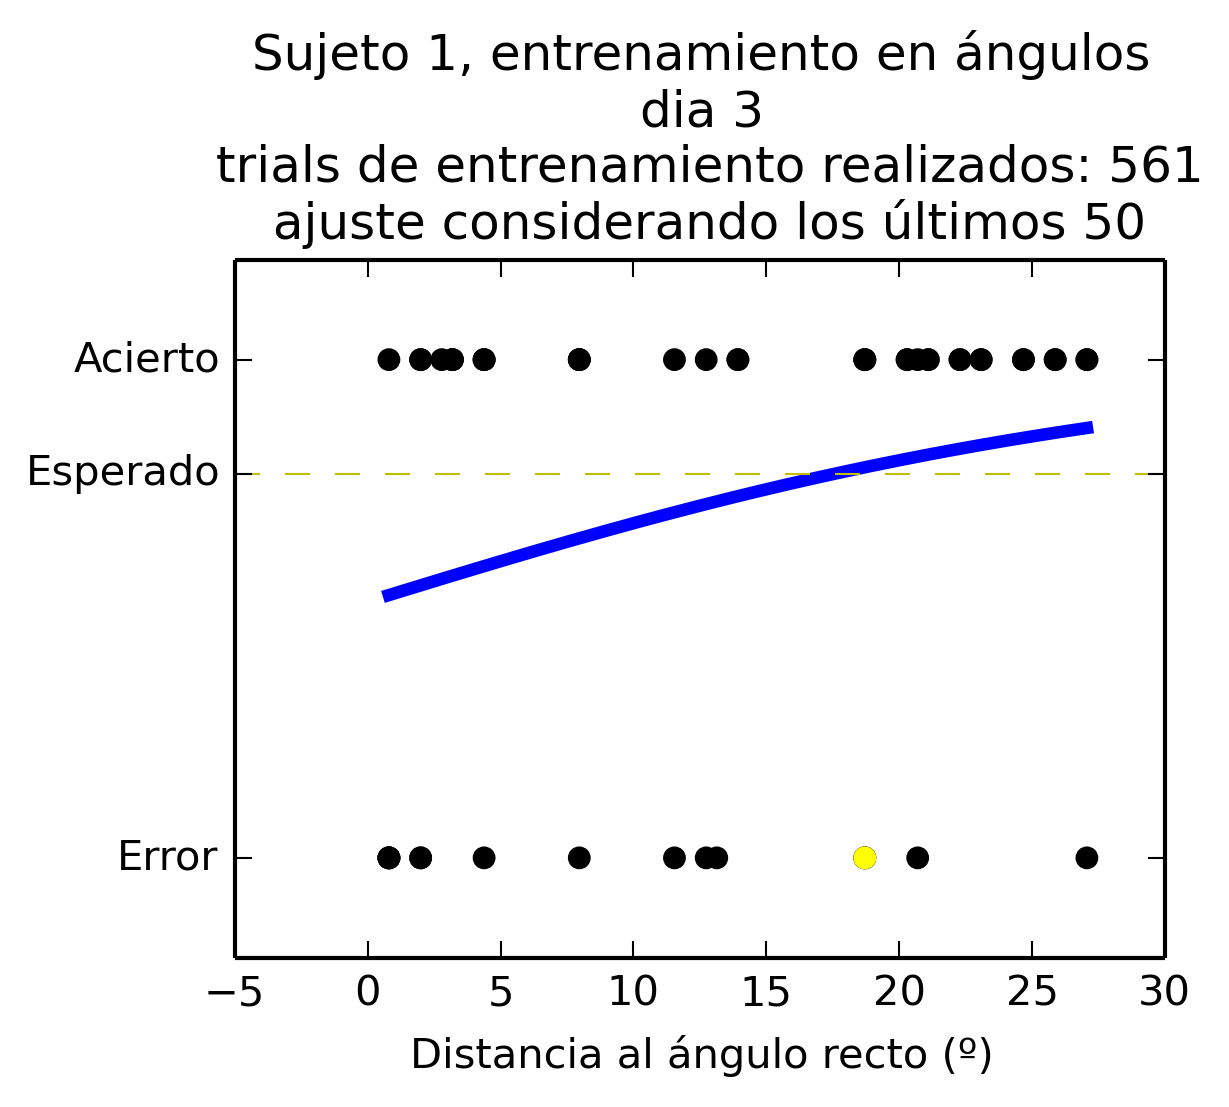 Sujeto 1, entrenamiento en ángulos
dia 3
trials de entrenamiento realizados: 561
ajuste considerando los últimos 50
Acierto
Esperado
Error
−5 0 5 10 15 20 25 30
Distancia al ángulo recto (º)